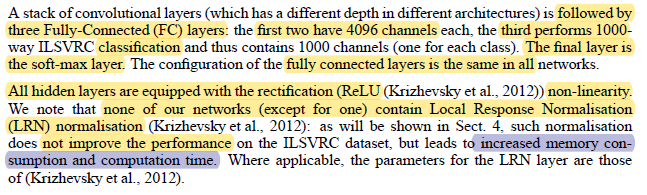 A stack of convolutional layers (which has a different depth in different architectures) is followed by
three Fully-Connected (FC) layers: the first two have 4096 channels each, the third performs 1000-
way ILSVRC classification and thus contains 1000 channels (one for each class). The final layer is
the soft-max layer. The configuration of the fully connected layers is the same in all networks.
All hidden layers are equipped with the rectification (ReLU (Krizhevsky et al., 2012)) non-linearity.
We note that none of our networks (except for one) contain Local Response Normalisation
(LRN) normalisation (Krizhevsky et al., 2012): as will be shown in Sect. 4, such normalisation
does not improve the performance on the ILSVRC dataset, but leads to increased memory con-
sumption and computation time. Where applicable, the parameters for the LRN layer are those
of (Krizhevsky et al., 2012).